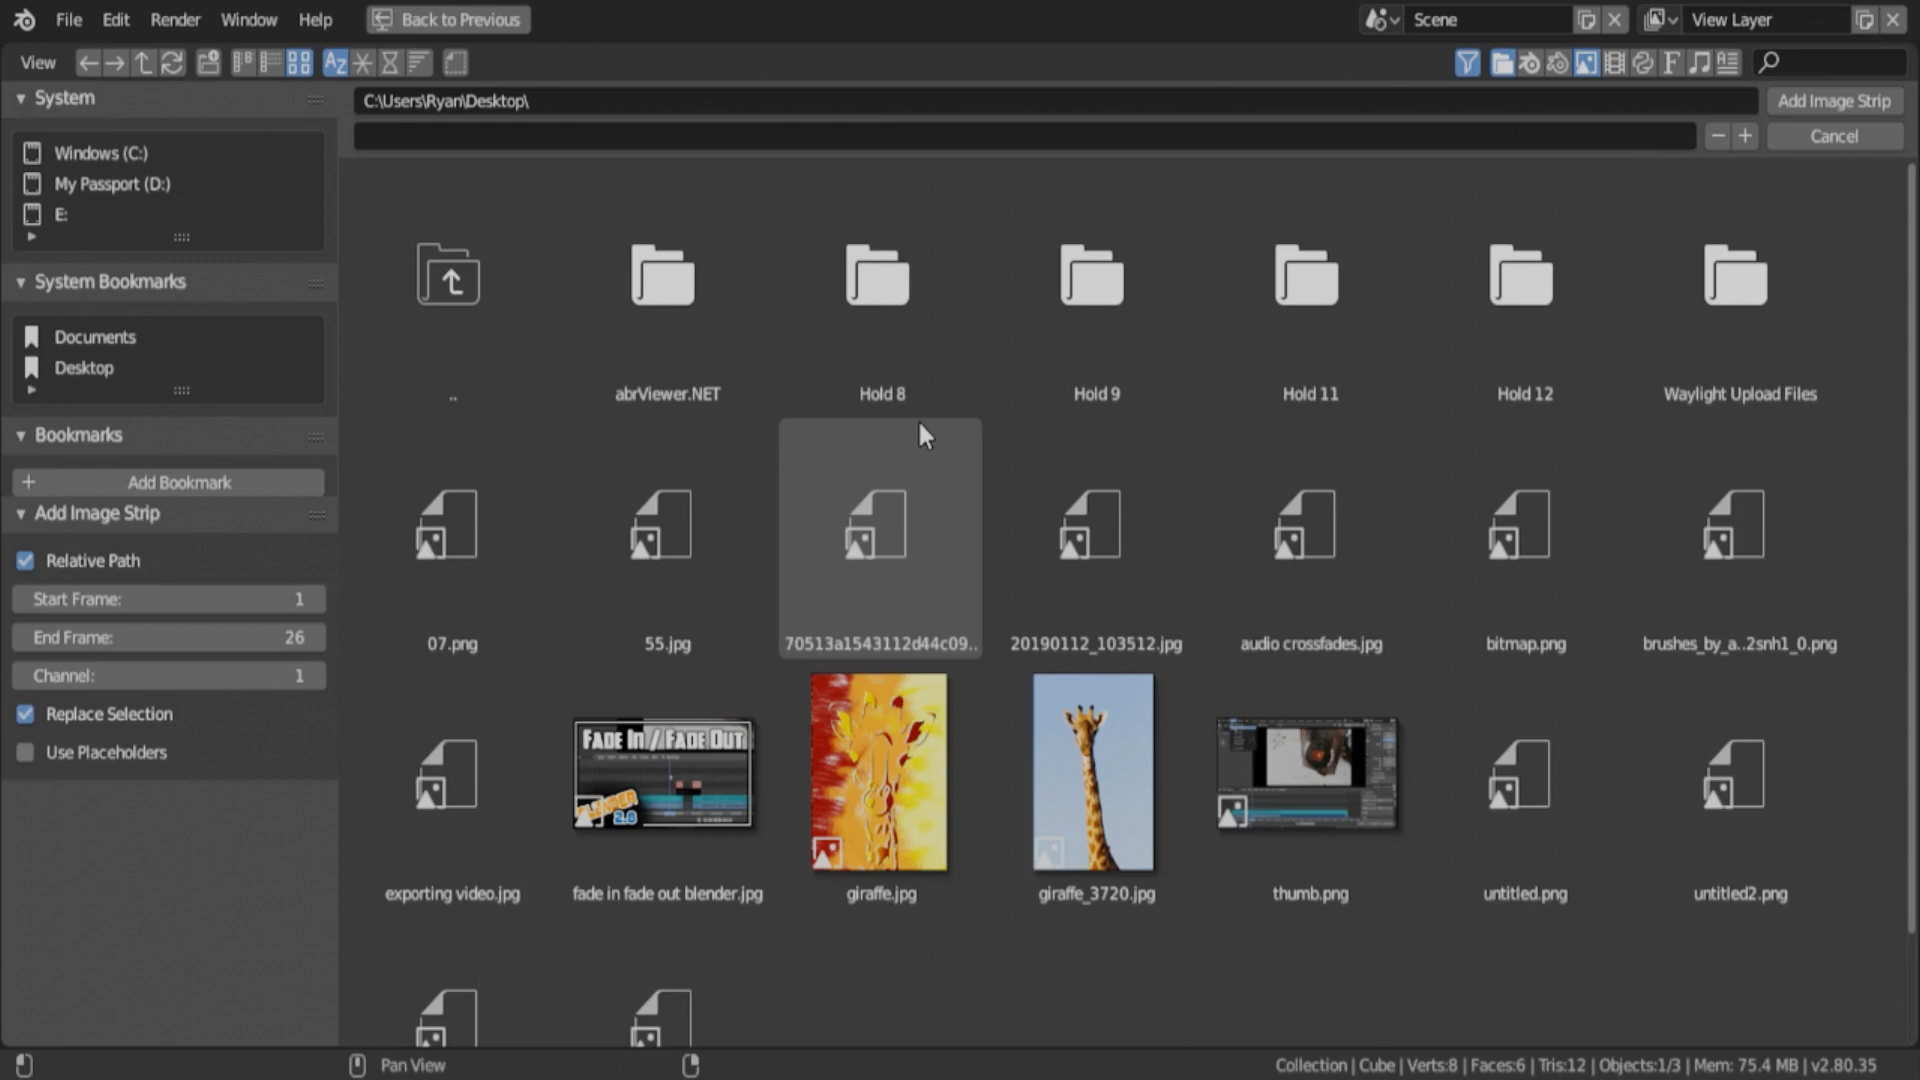 File Edit Render Window Help Back to Previous Scene View Layer
View
System
C:\Users\Ryan\Desktop\ Add Image Strip
Cancel
Windows (C:)
My Passport (D:)
E:
System Bookmarks
Documents
Desktop
.. abrViewer.NET Hold 8 Hold 9 Hold 11 Hold 12 Waylight Upload Files
Bookmarks
Add Bookmark
Add Image Strip
Relative Path
Start Frame: 1
End Frame: 26
07.png 55.jpg 70513a1543112d44c09.. 20190112_103512.jpg audio crossfades.jpg bitmap.png brushes_by_a..2snh1_0.png
Channel: 1
Replace Selection
Use Placeholders
FADE IN / FADE OUT
BLENDER
2.8
exporting video.jpg fade in fade out blender.jpg giraffe.jpg giraffe_3720.jpg thumb.png untitled.png untitled2.png
Pan View Collection | Cube | Verts:8 | Faces:6 | Tris:12 | Objects:1/3 | Mem: 75.4 MB | v2.80.35